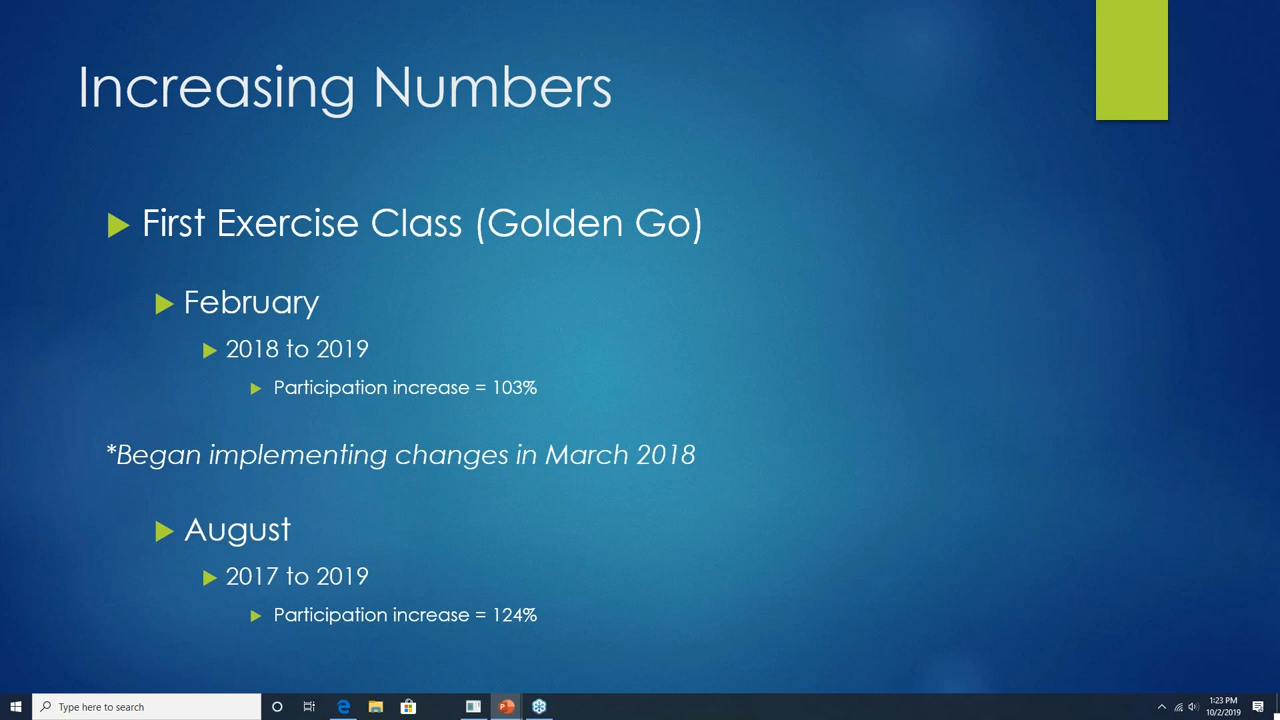 Increasing Numbers
First Exercise Class (Golden Go)
February
2018 to 2019
Participation increase = 103%
*Began implementing changes in March 2018
August
2017 to 2019
Participation increase = 124%
Type here to search
1:23 PM
10/2/2019